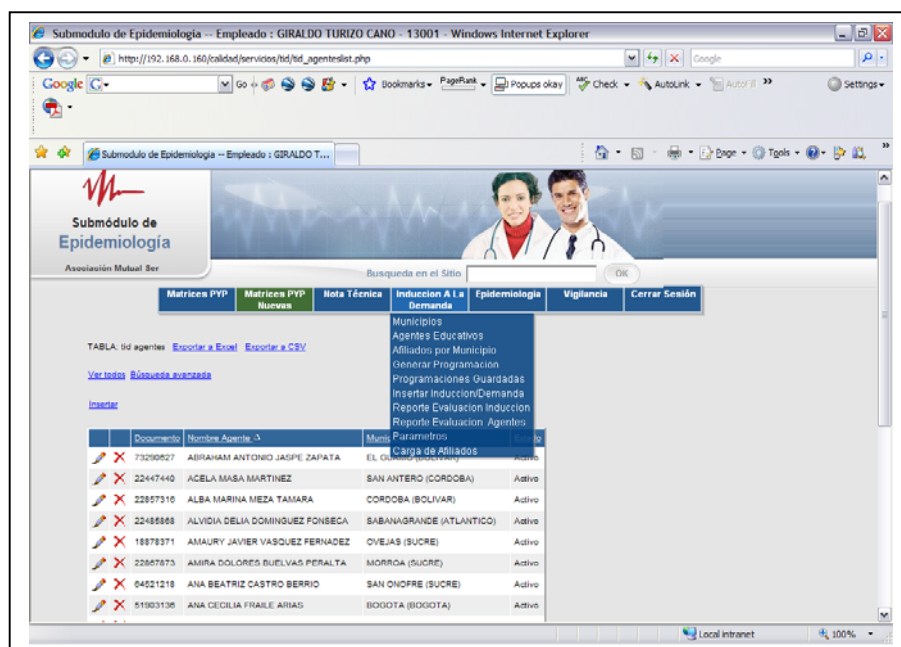 Submodulo de Epidemiologia -- Empleado : GIRALDO TURIZO CANO - 13001 - Windows Internet Explorer
http://192.168.0.160/calidad/servicios/tid/tid_agenteslist.php
Google
Google G Go Bookmarks PageRank Popups okay Check AutoLink AutoFill Settings
Submodulo de Epidemiologia -- Empleado : GIRALDO T...
Page Tools
Submódulo de
Epidemiología
Asociación Mutual Ser
Busqueda en el Sitio OK
Matrices PYP
Matrices PYP Nuevas
Nota Técnica
Induccion A La Demanda
Epidemiologia
Vigilancia
Cerrar Sesión
Municipios
Agentes Educativos
Afiliados por Municipio
Generar Programacion
Programaciones Guardadas
Insertar Induccion/Demanda
Reporte Evaluacion Induccion
Reporte Evaluacion Agentes
Parametros
Carga de Afiliados
TABLA: tid agentes Exportar a Excel Exportar a CSV
Ver todos Búsqueda avanzada
Insertar
Documento Nombre Agente
73290827 ABRAHAM ANTONIO JASPE ZAPATA Activo
22447440 ACELA MASA MARTINEZ SAN ANTERO (CORDOBA) Activo
22857316 ALBA MARINA MEZA TAMARA CORDOBA (BOLIVAR) Activo
22485868 ALVIDIA DELIA DOMINGUEZ FONSECA SABANAGRANDE (ATLANTICO) Activo
18878371 AMAURY JAVIER VASQUEZ FERNADEZ OVEJAS (SUCRE) Activo
22867873 AMIRA DOLORES BUELVAS PERALTA MORROA (SUCRE) Activo
64521218 ANA BEATRIZ CASTRO BERRIO SAN ONOFRE (SUCRE) Activo
51903136 ANA CECILIA FRAILE ARIAS BOGOTA (BOGOTA) Activo
Local intranet 100%